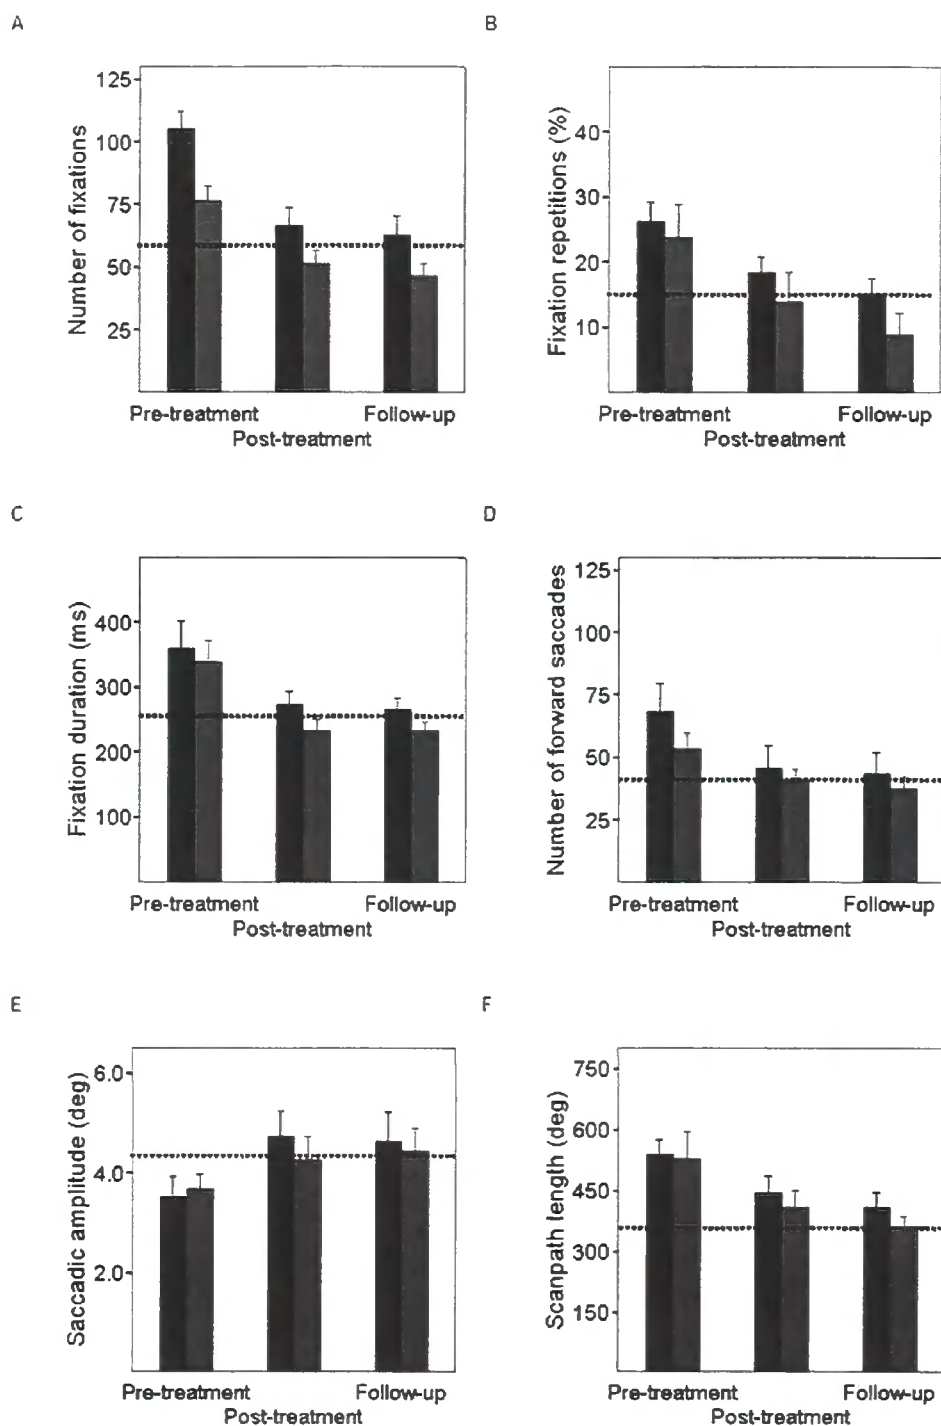 A
Number of fixations
125
100
75
50
25
Pre-treatment
Follow-up
Post-treatment
B
Fixation repetitions (%)
40
30
20
10
Pre-treatment
Follow-up
Post-treatment
C
Fixation duration (ms)
400
300
200
100
Pre-treatment
Follow-up
Post-treatment
D
Number of forward saccades
125
100
75
50
25
Pre-treatment
Follow-up
Post-treatment
E
Saccadic amplitude (deg)
6.0
4.0
2.0
Pre-treatment
Follow-up
Post-treatment
F
Scanpath length (deg)
750
600
450
300
150
Pre-treatment
Follow-up
Post-treatment